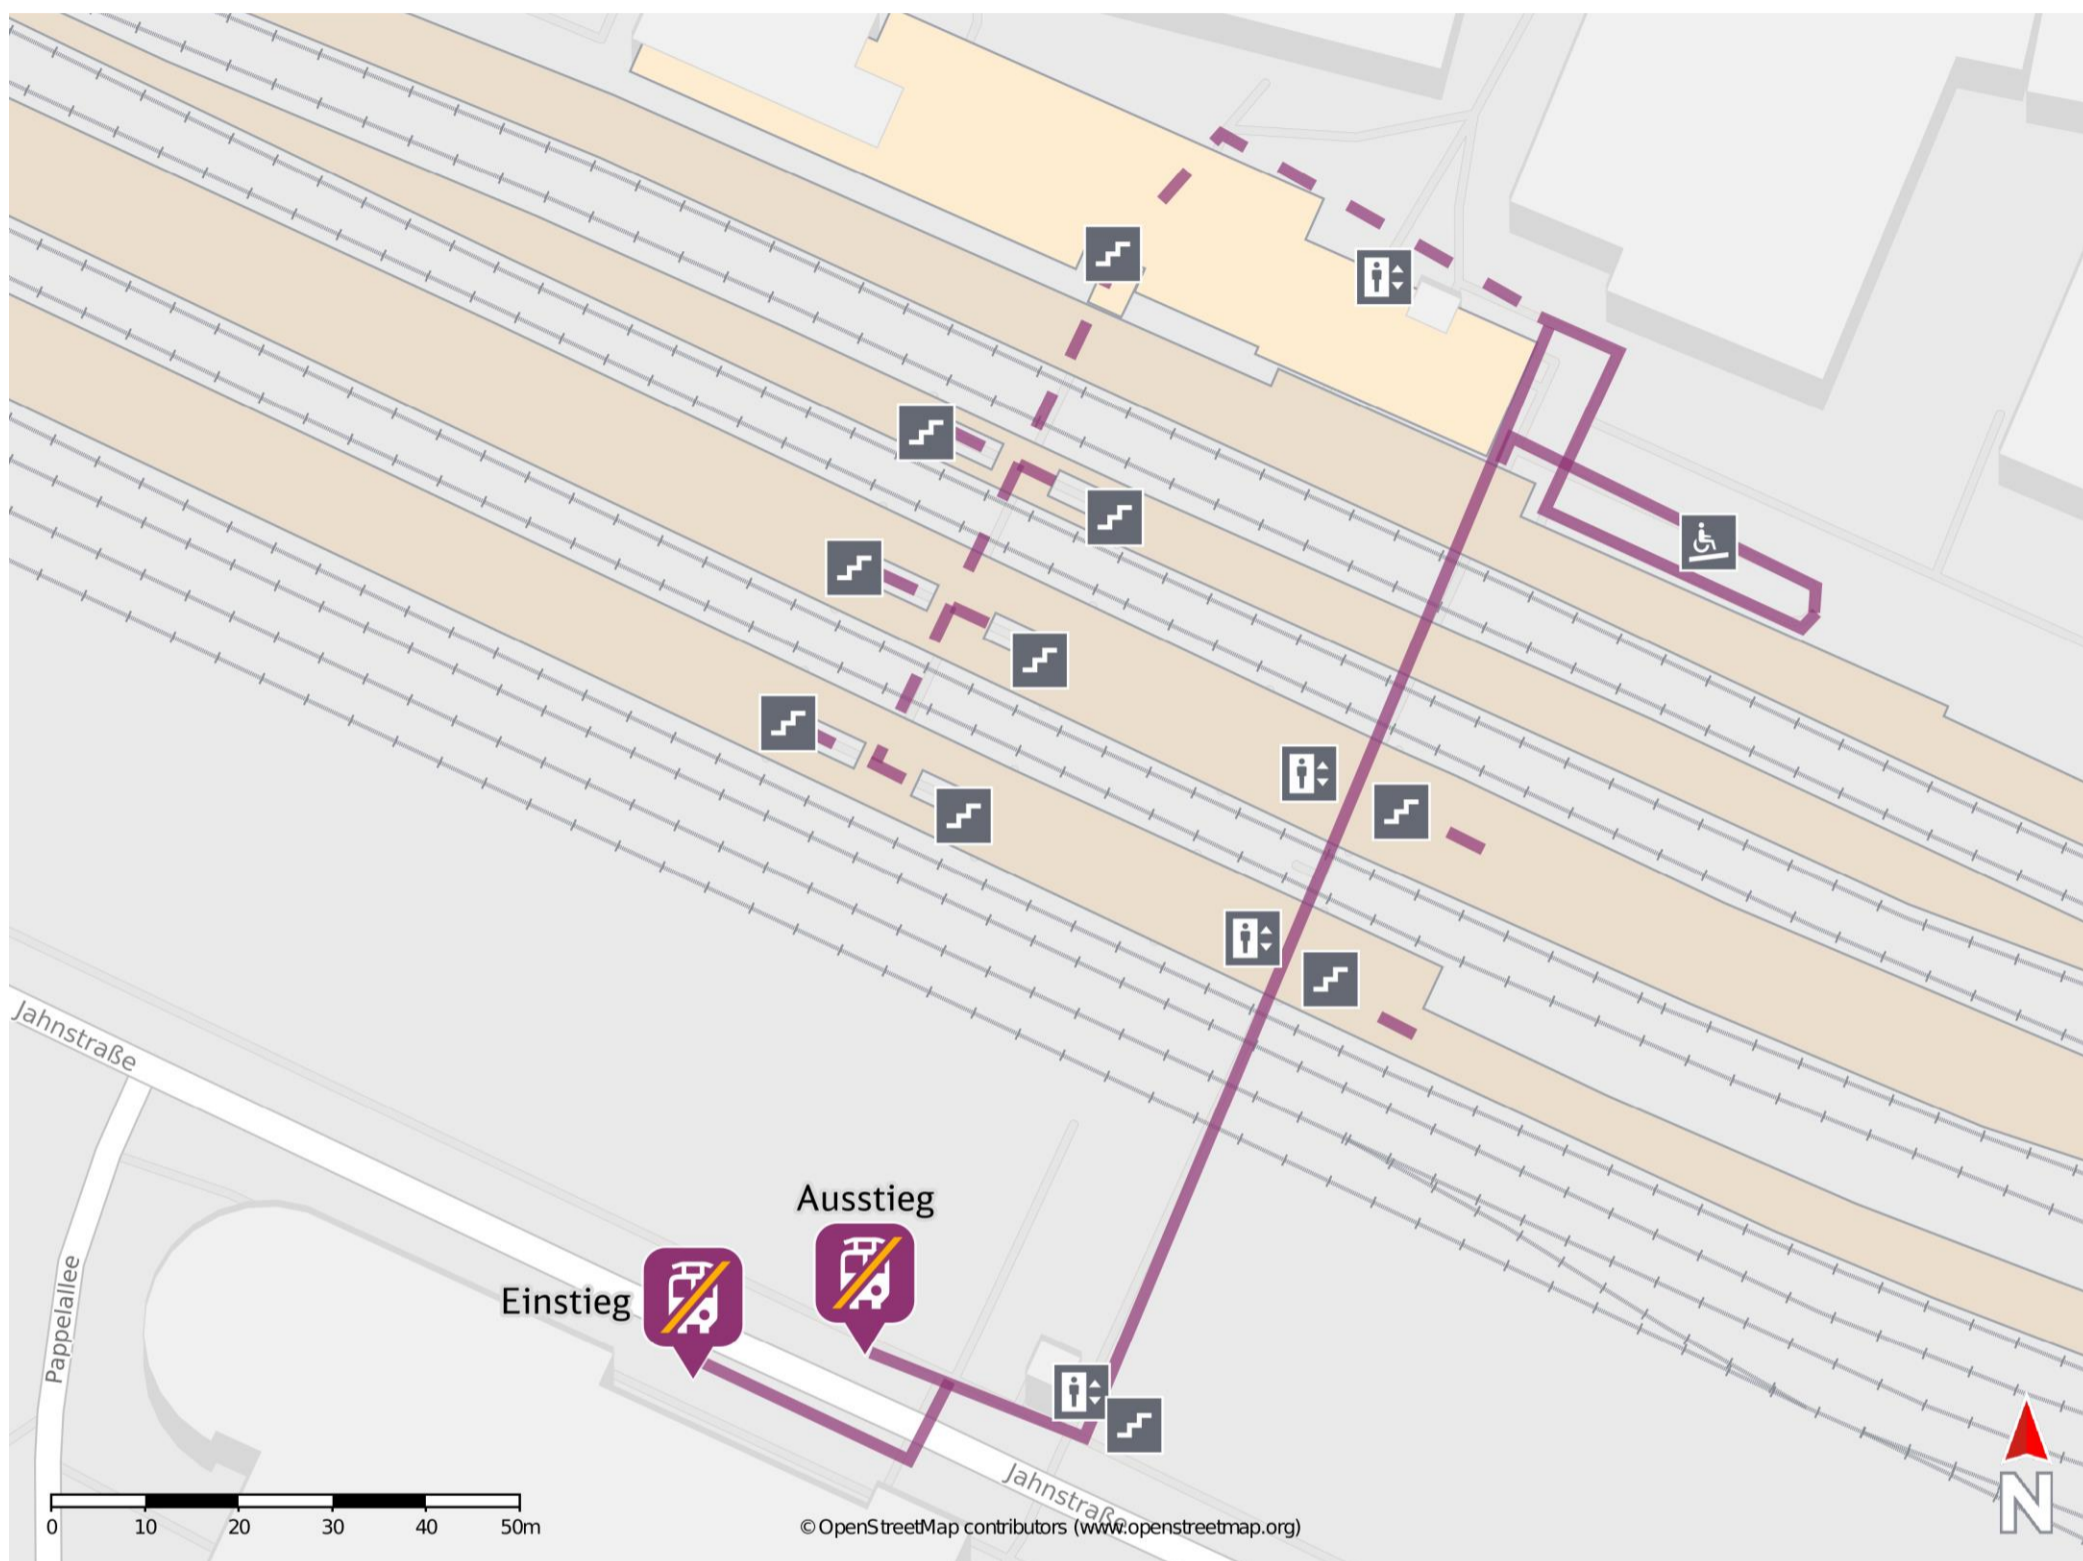 Jahnstraße
Ausstieg
Einstieg
Pappelallee
Jahnstraße
0 10 20 30 40 50m
© OpenStreetMap contributors (www.openstreetmap.org)
N